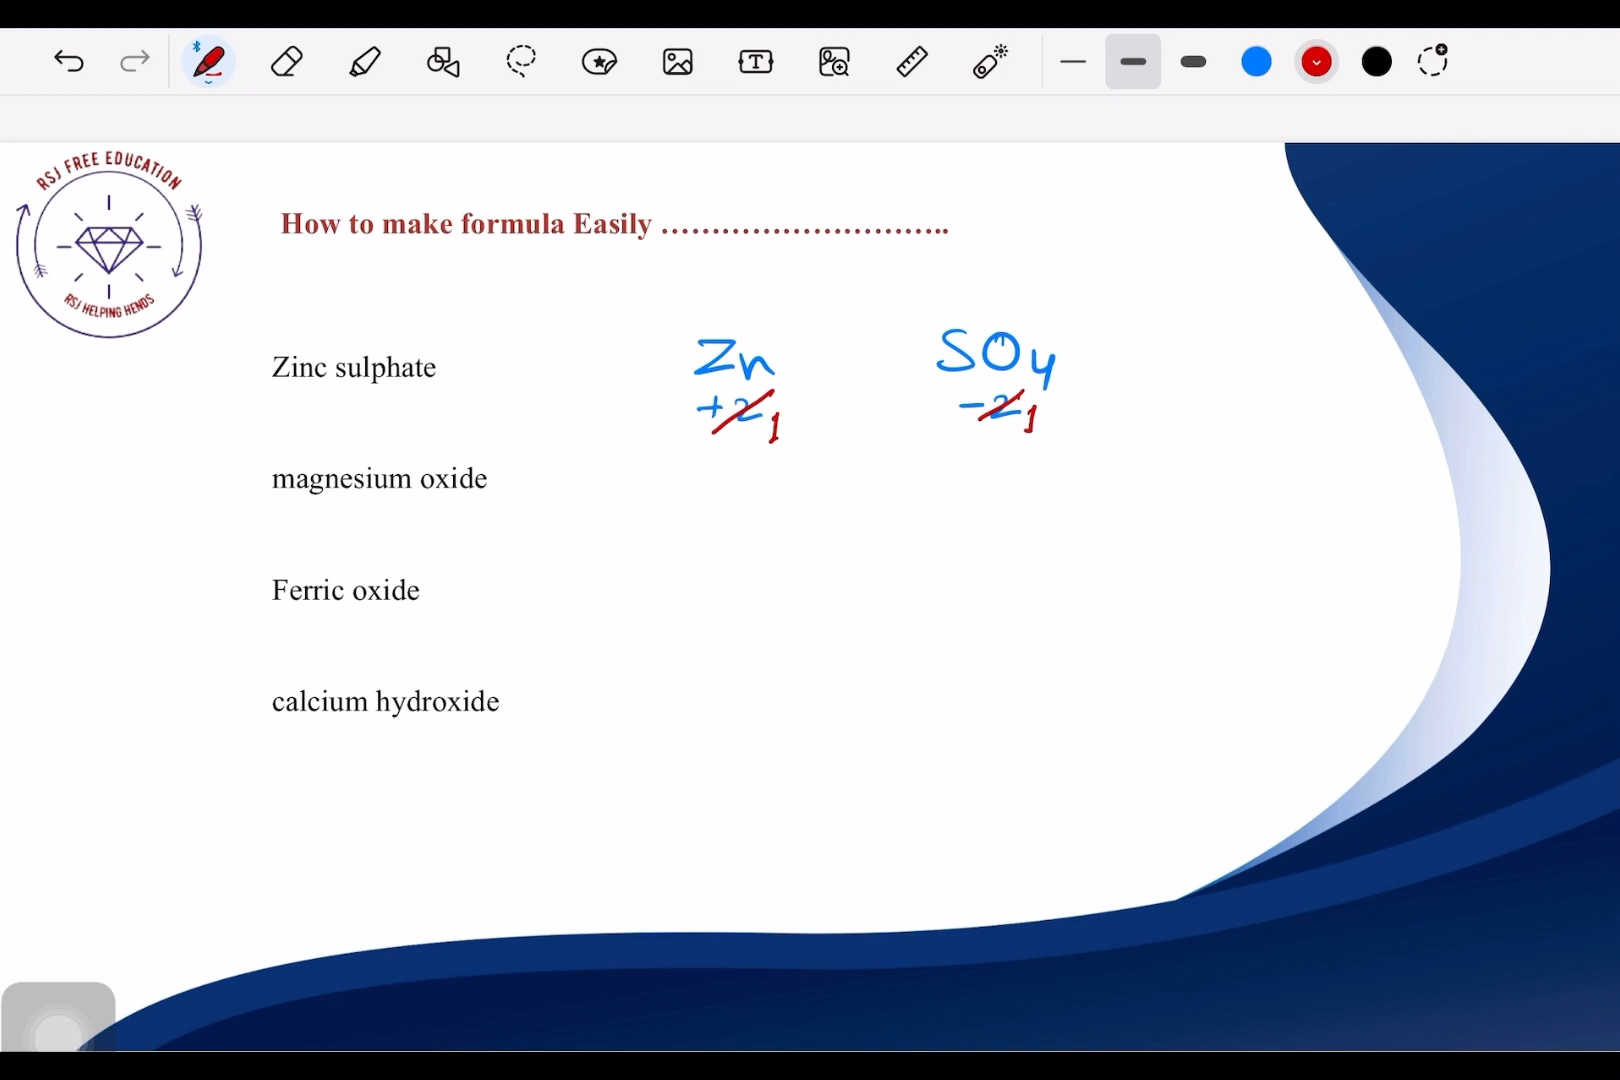 RSJ FREE EDUCATION
RSJ HELPING HENDS
How to make formula Easily ..............................
Zinc sulphate Zn SO4
+2 1 -2 1
magnesium oxide
Ferric oxide
calcium hydroxide